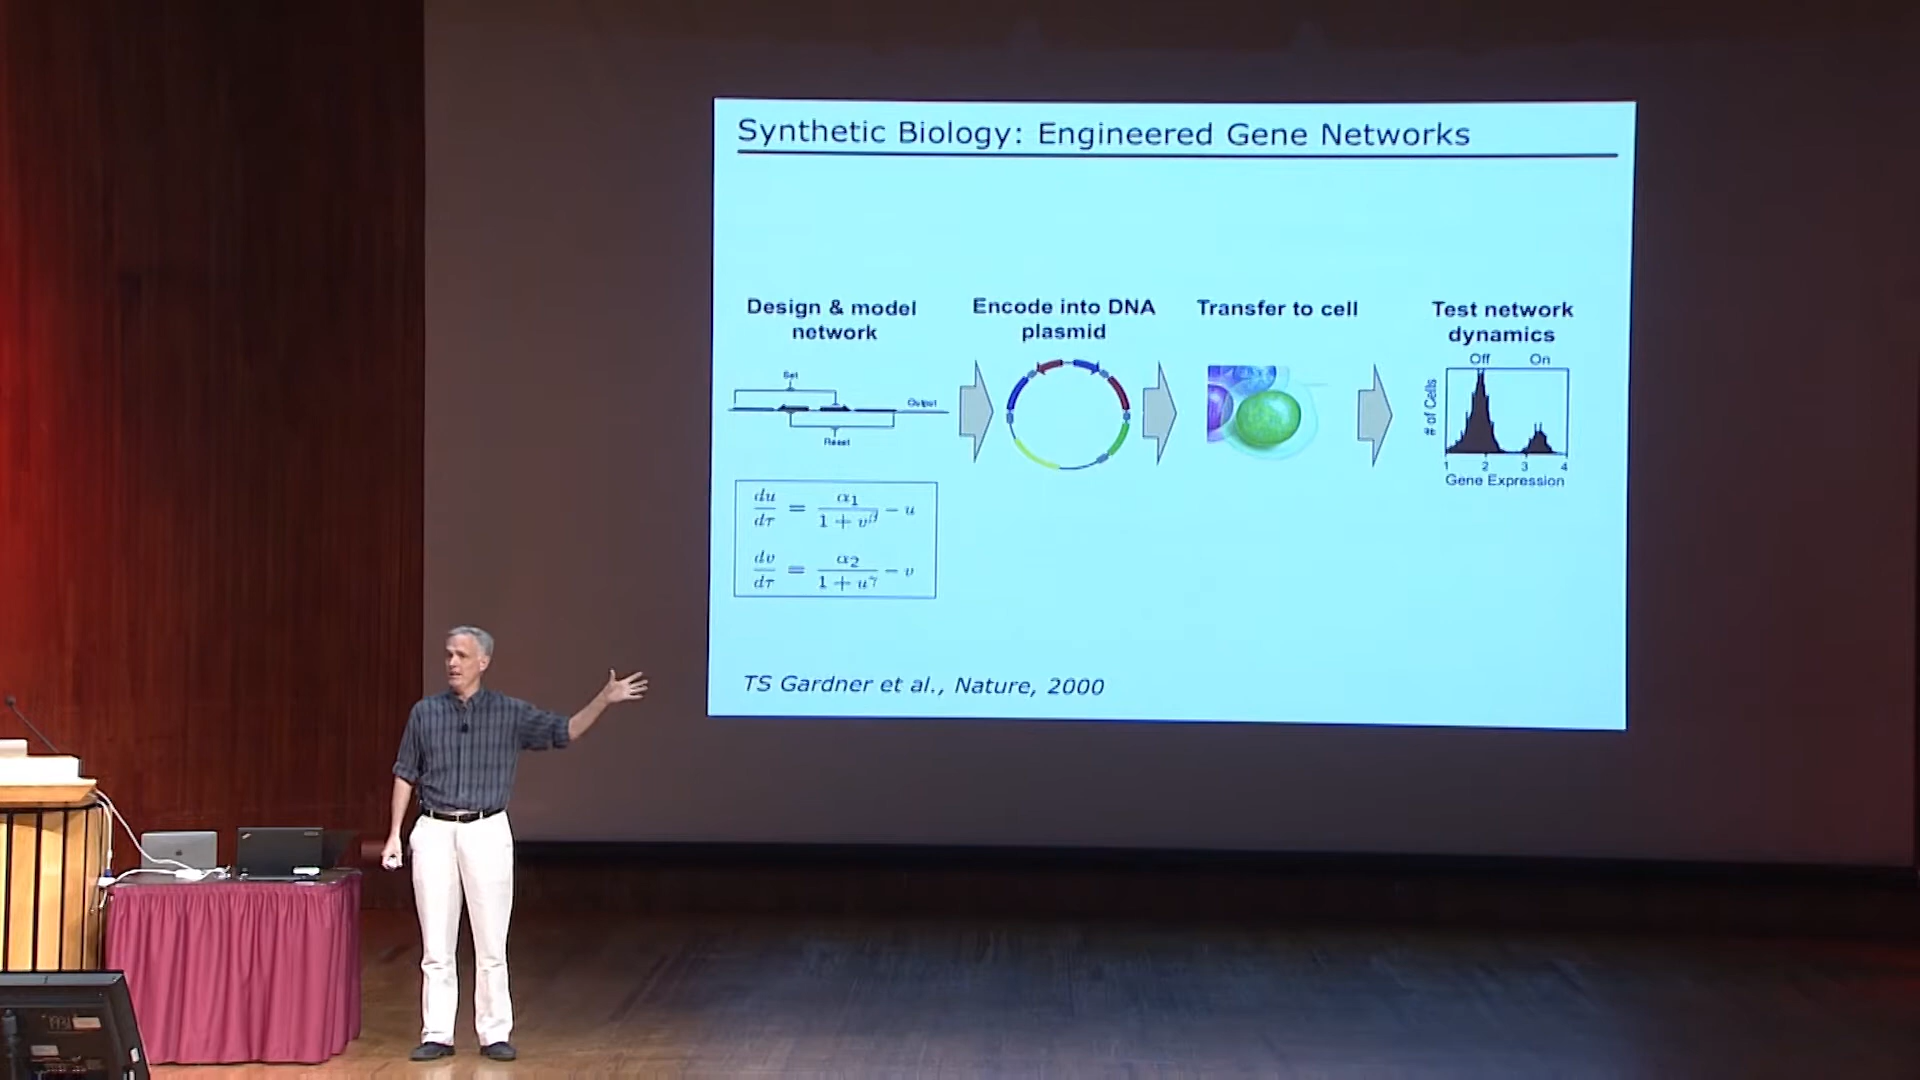 Synthetic Biology: Engineered Gene Networks
Design & model
network
Encode into DNA
plasmid
Transfer to cell
Test network
dynamics
Set
Output
Reset
Off On
# of Cells
1 2 3 4
Gene Expression
du/dτ = α₁/(1 + v^β) − u
dv/dτ = α₂/(1 + u^γ) − v
TS Gardner et al., Nature, 2000